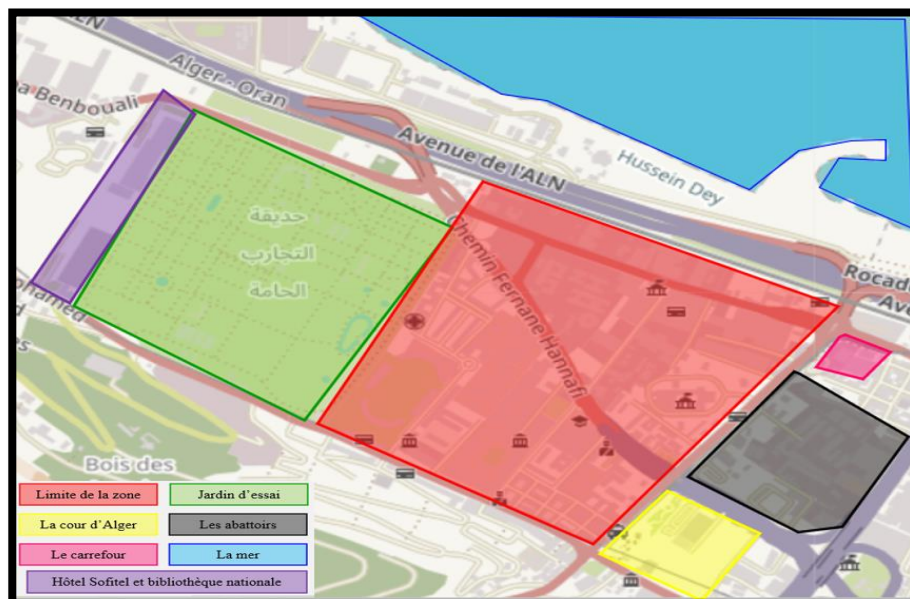 ALN
Alger - Oran
Benbouali
Avenue de l'ALN
Hussein Dey
حديقة
التجارب
الحامة
Chemin Fernane Hannafi
Rocad
Ave
ohamed
Bois des
Limite de la zone
Jardin d'essai
La cour d'Alger
Les abattoirs
Le carrefour
La mer
Hôtel Sofitel et bibliothèque nationale